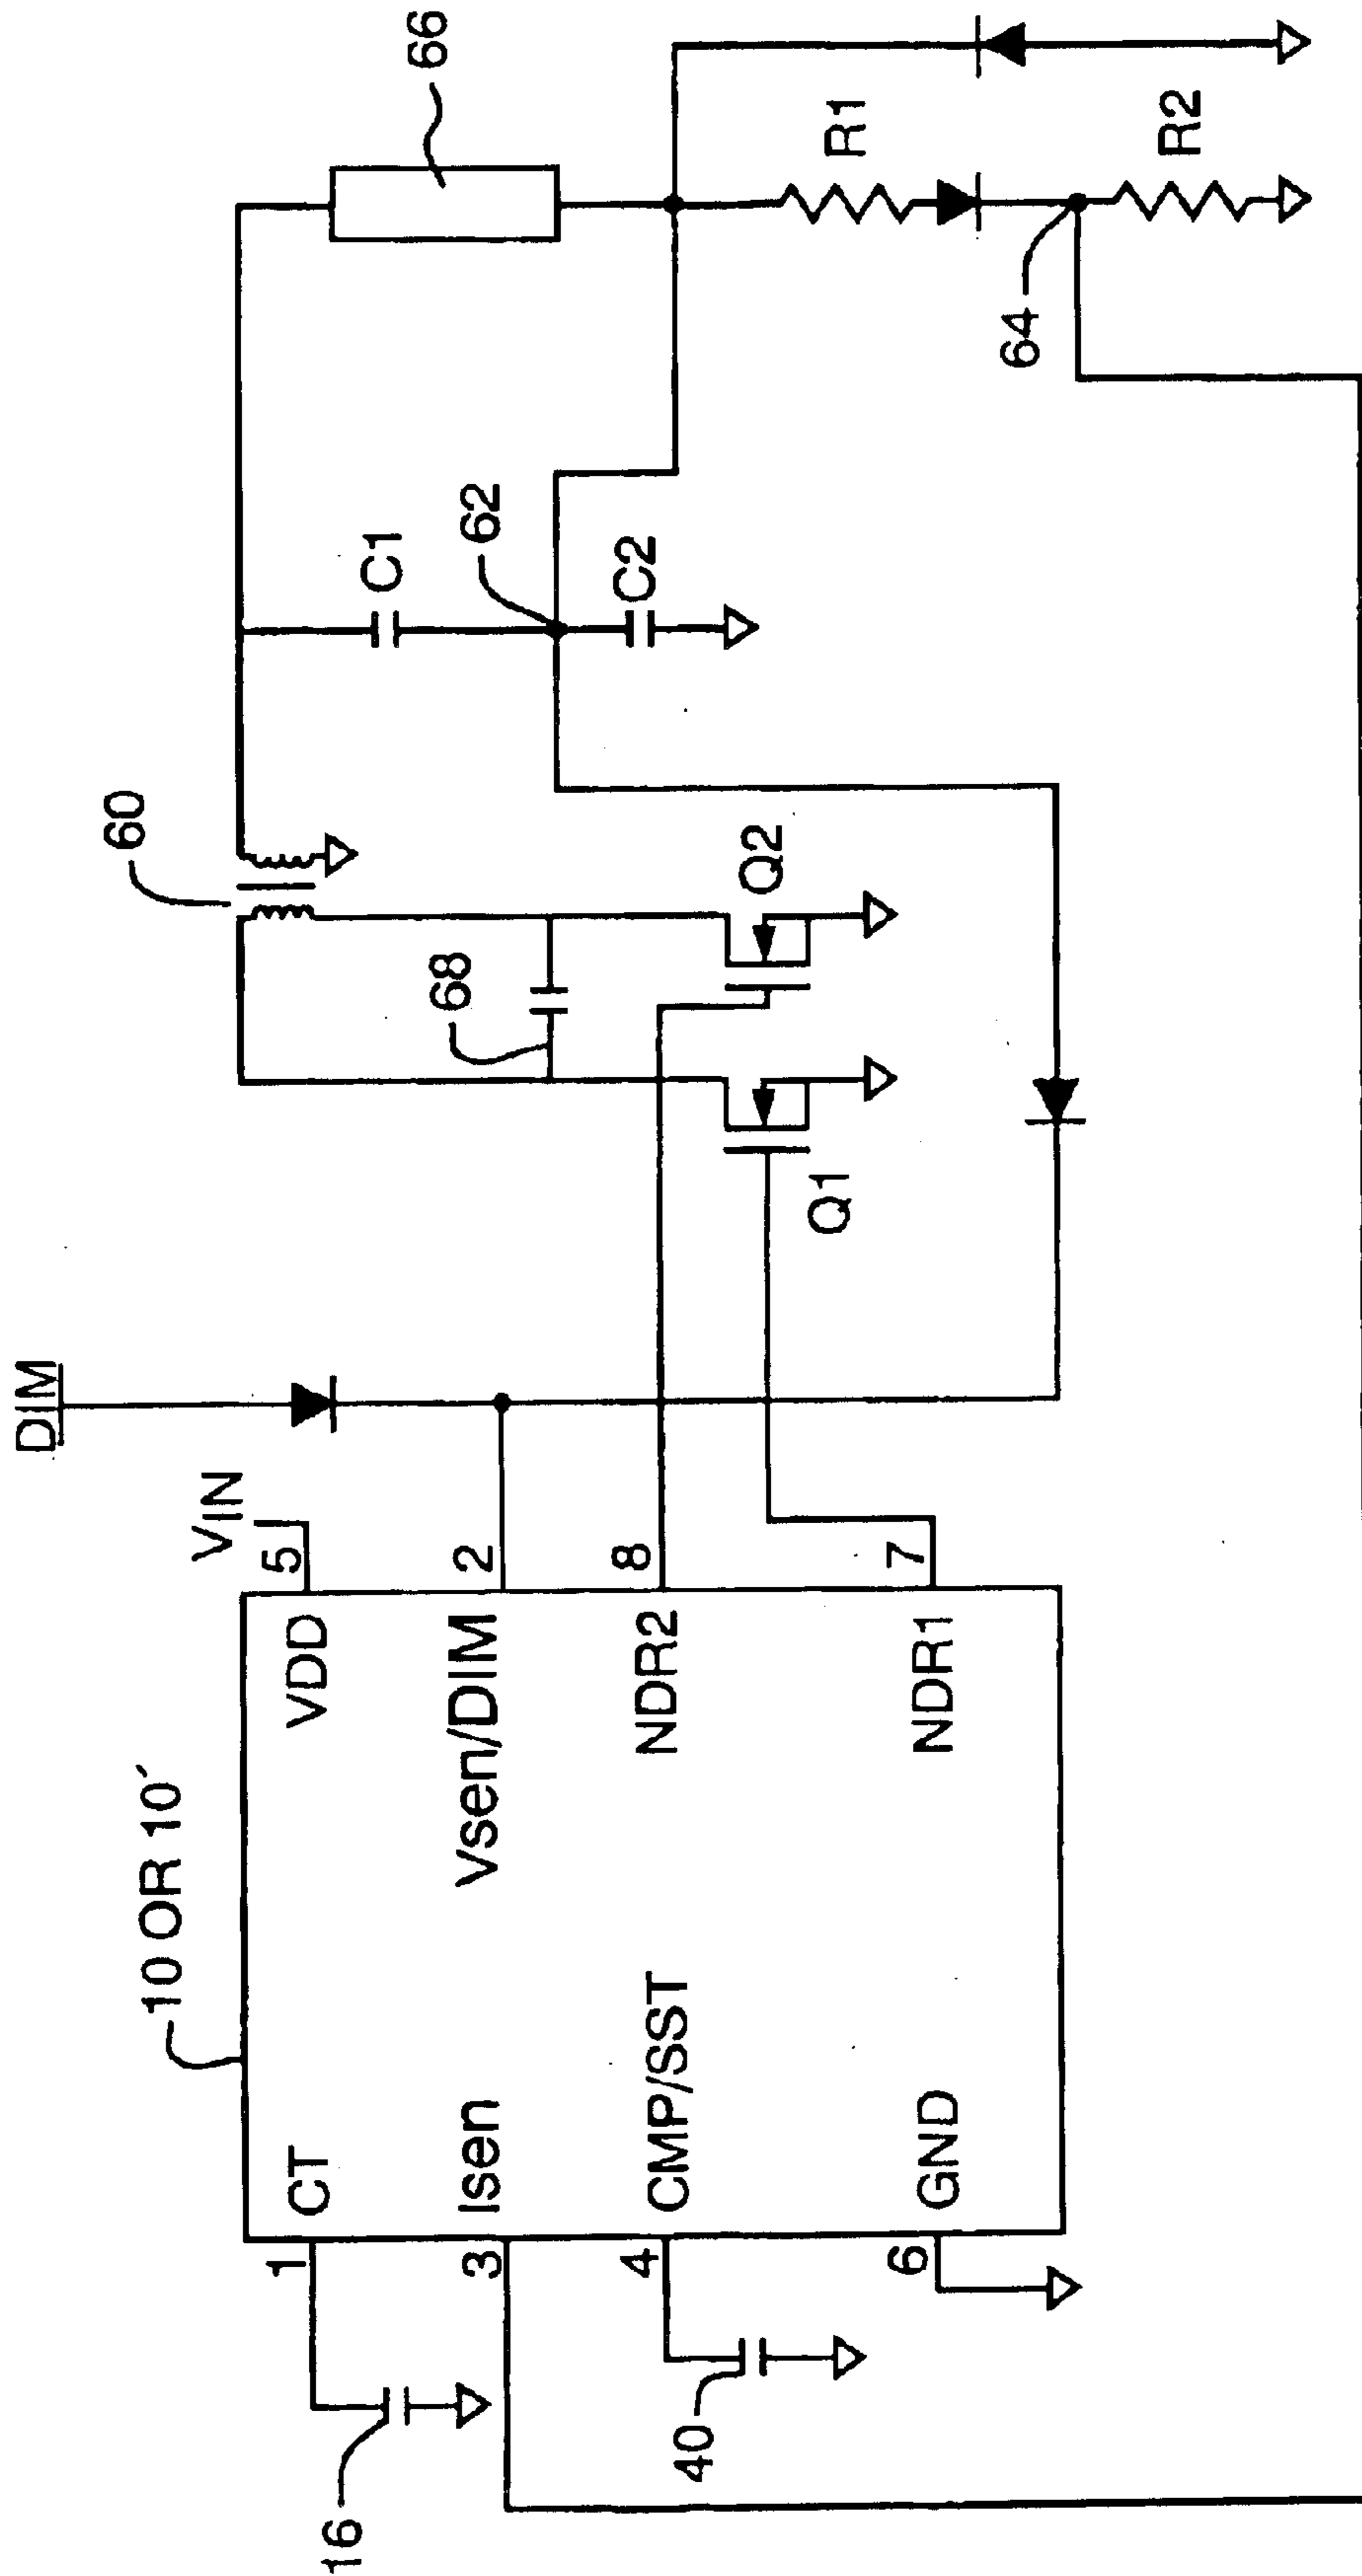 10 OR 10´
DIM
VIN
60
66
16
1
CT
VDD
5
C1
62
3
Isen
Vsen/DIM
2
68
C2
40
4
CMP/SST
NDR2
8
Q2
R1
6
GND
NDR1
7
Q1
64
R2